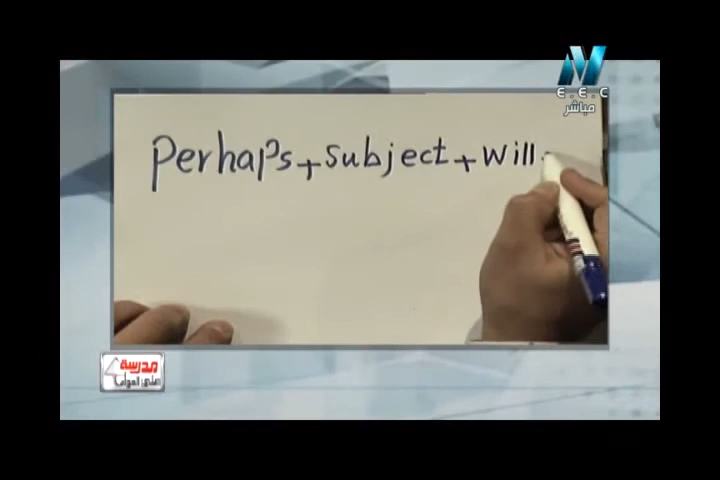 E.E.C
مباشر
Perhaps + Subject + Will
مدرسة
على الهواء